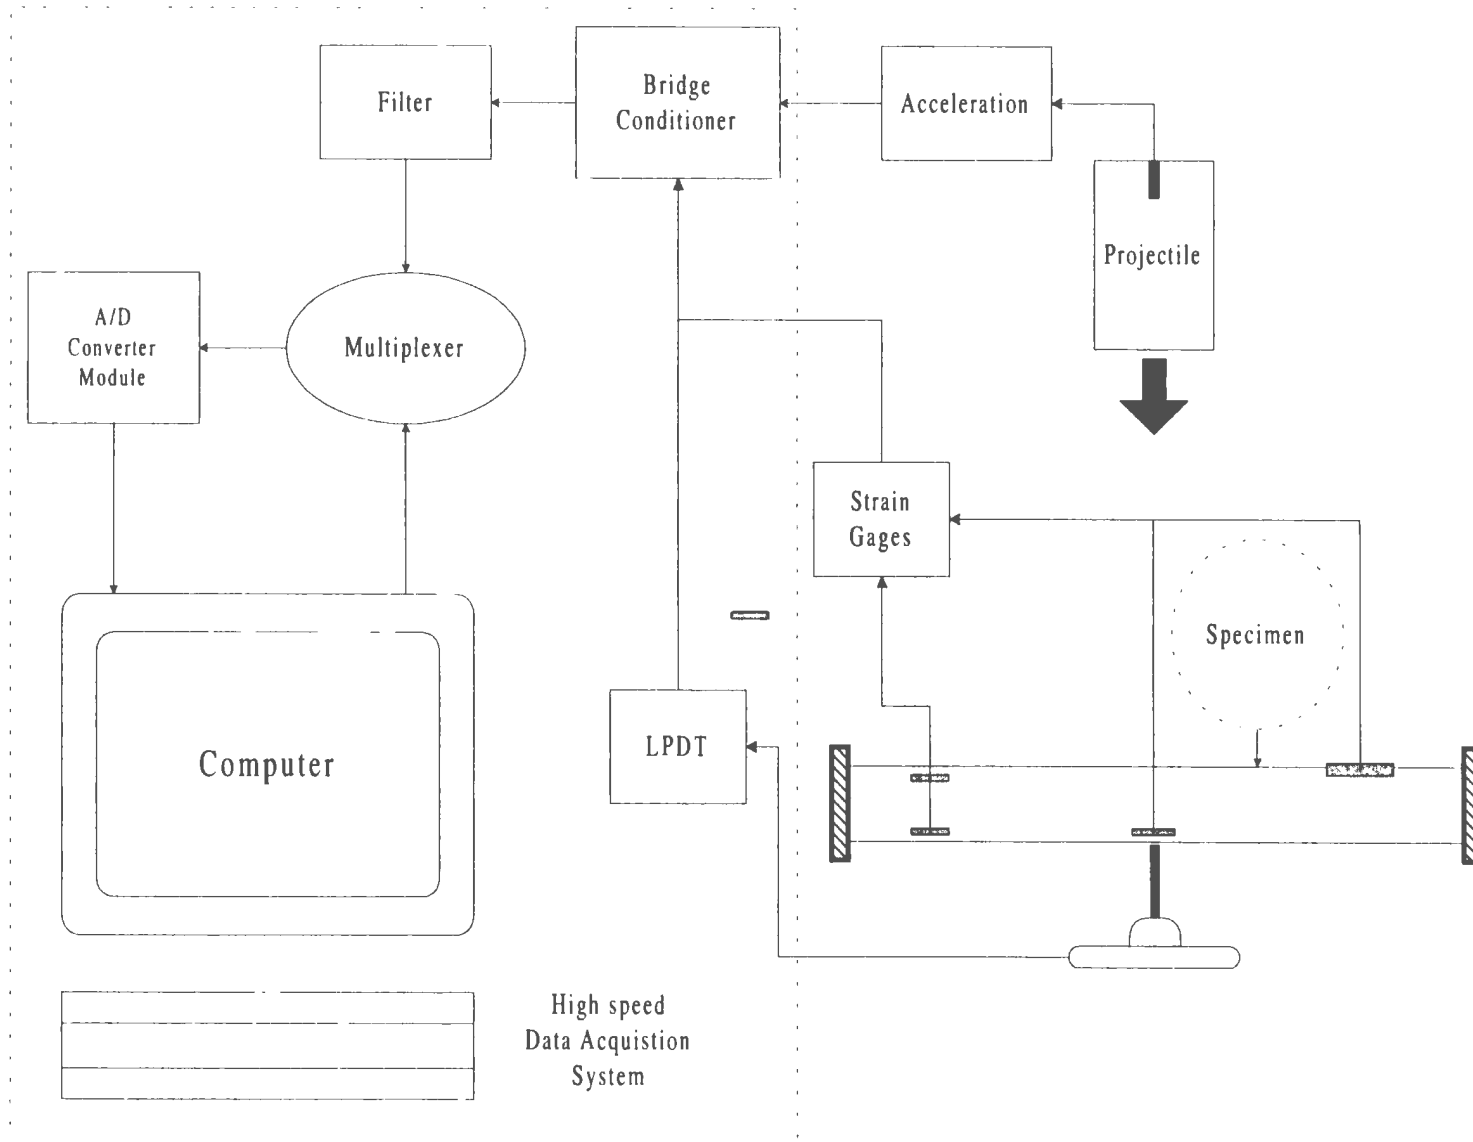 Filter
Bridge
Conditioner
Acceleration
Projectile
A/D
Converter
Module
Multiplexer
Strain
Gages
Specimen
LPDT
Computer
High speed
Data Acquistion
System